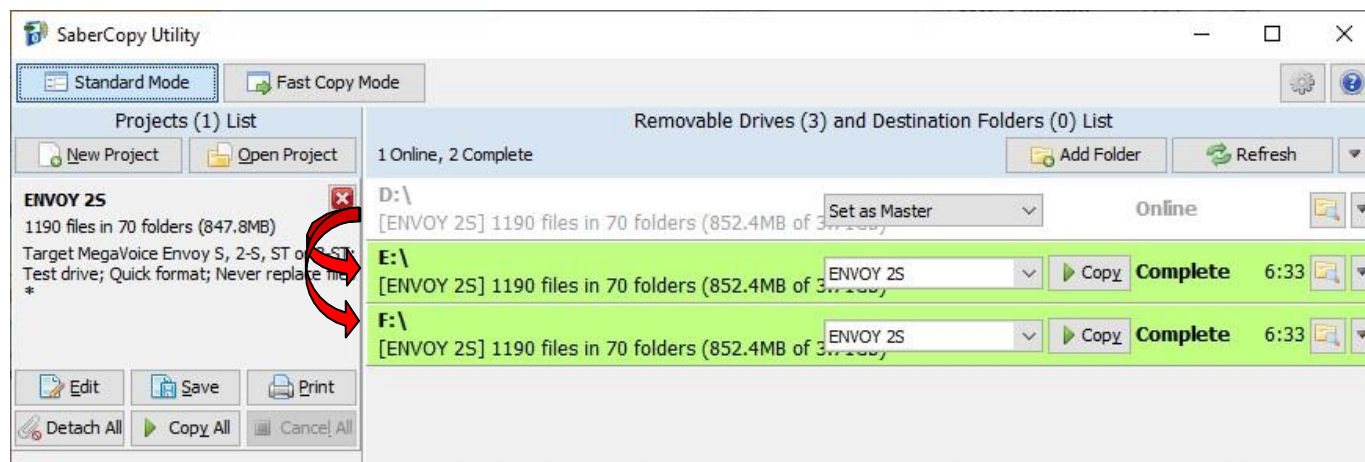 SaberCopy Utility
Standard Mode Fast Copy Mode
Projects (1) List
Removable Drives (3) and Destination Folders (0) List
New Project Open Project
1 Online, 2 Complete
Add Folder Refresh
ENVOY 2S
1190 files in 70 folders (847.8MB)
Target MegaVoice Envoy S, 2-S, ST or 2-ST;
Test drive; Quick format; Never replace
*
D:\
[ENVOY 2S] 1190 files in 70 folders (852.4MB of
Set as Master
Online
E:\
[ENVOY 2S] 1190 files in 70 folders (852.4MB of
ENVOY 2S
Copy Complete 6:33
F:\
[ENVOY 2S] 1190 files in 70 folders (852.4MB of
ENVOY 2S
Copy Complete 6:33
Edit Save Print
Detach All Copy All Cancel All